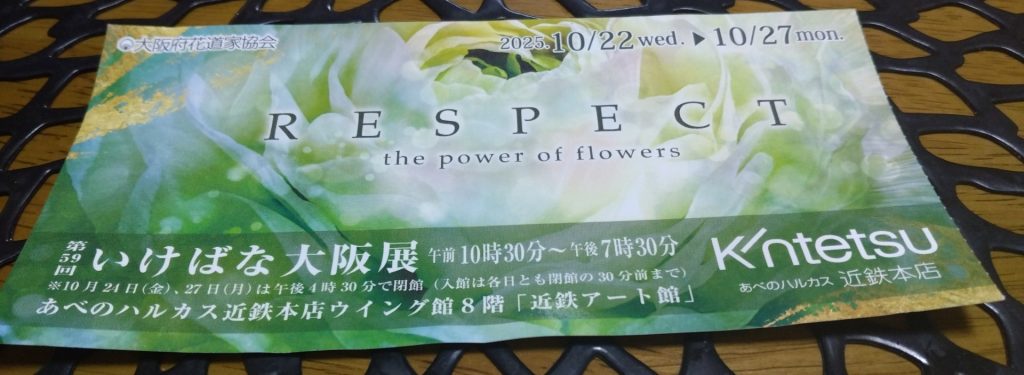 大阪府花道家協会
2025.10/22 wed. ▶ 10/27 mon.
RESPECT
the power of flowers
第59回 いけばな大阪展 午前10時30分〜午後7時30分
※10月24日(金)、27日(月)は午後4時30分で閉館(入館は各日とも閉館の30分前まで)
あべのハルカス近鉄本店ウイング館8階「近鉄アート館」
Kintetsu
あべのハルカス 近鉄本店